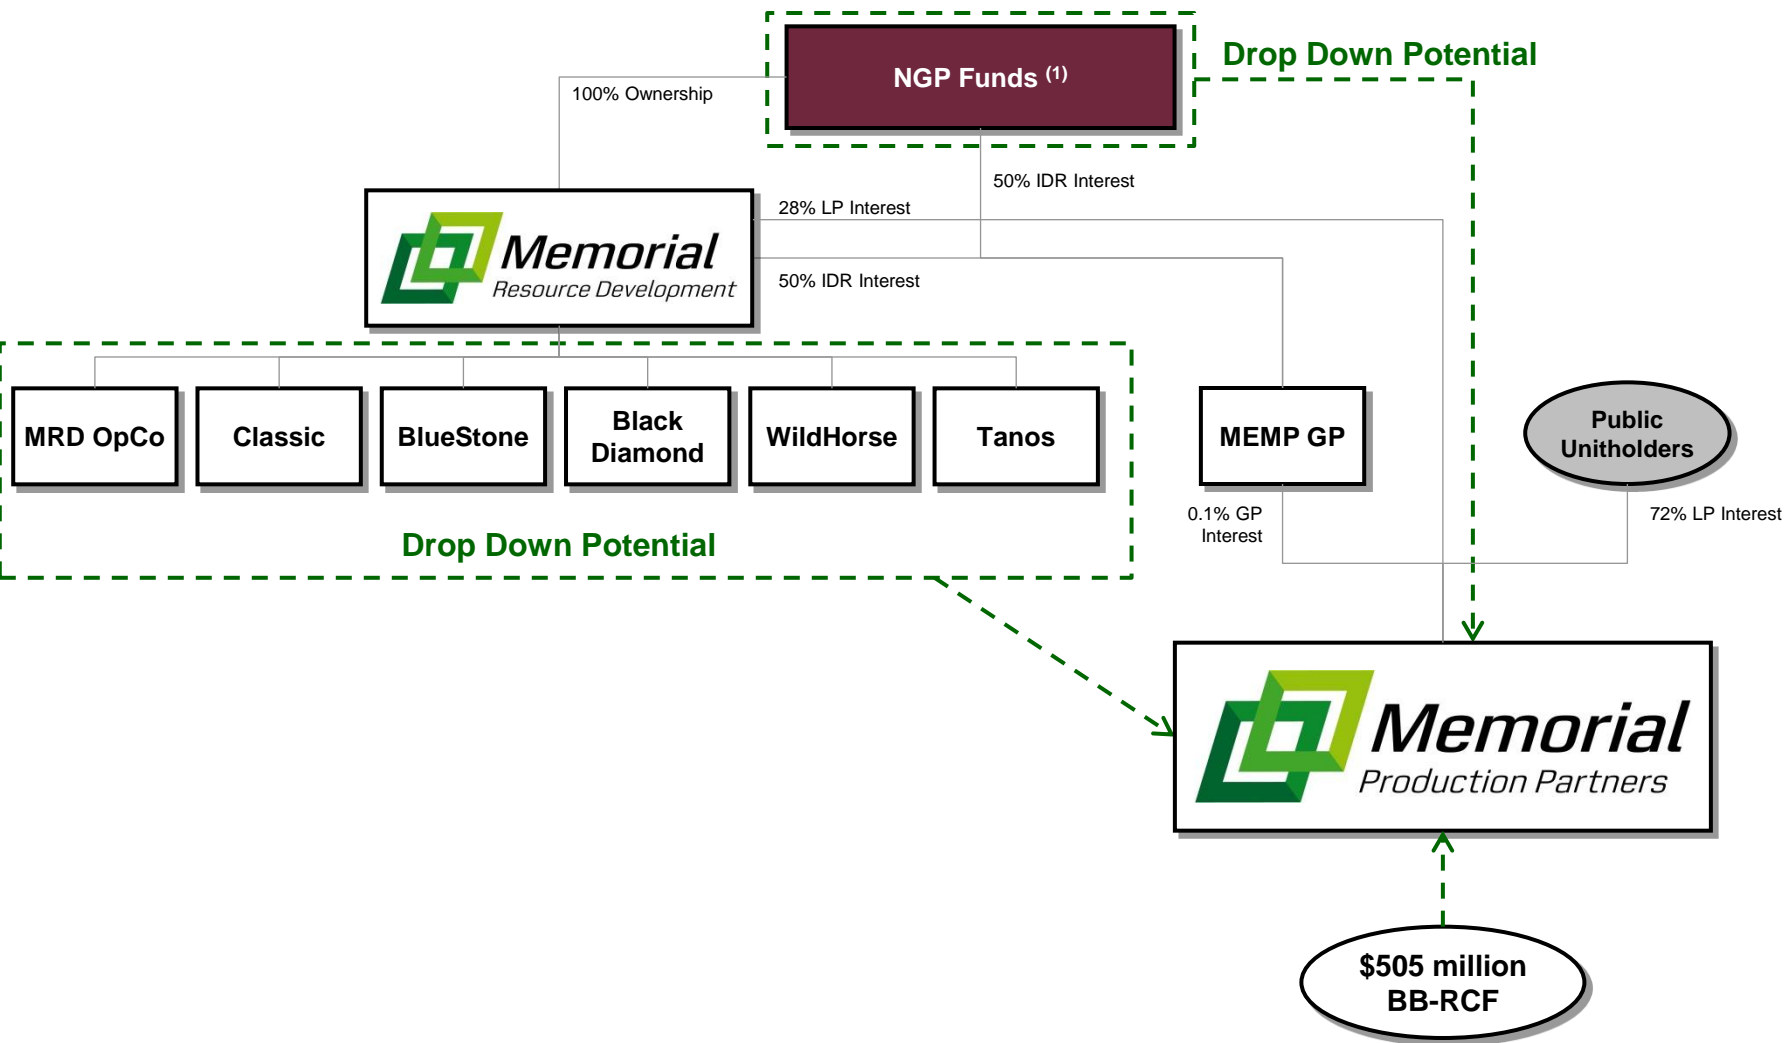 Drop Down Potential
NGP Funds (1)
100% Ownership
50% IDR Interest
28% LP Interest
Memorial
Resource Development
50% IDR Interest
MRD OpCo
Classic
BlueStone
Black
Diamond
WildHorse
Tanos
MEMP GP
Public
Unitholders
0.1% GP
Interest
72% LP Interest
Drop Down Potential
Memorial
Production Partners
$505 million
BB-RCF